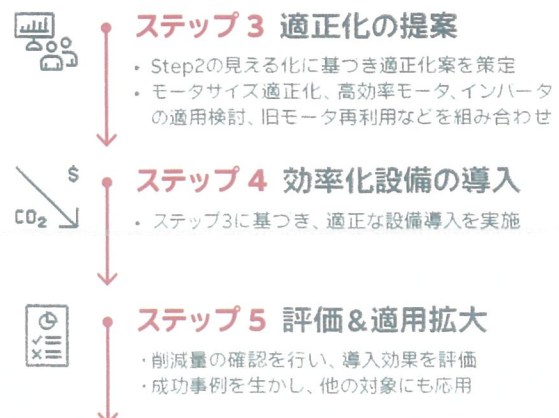 ステップ 3 適正化の提案
・Step2の見える化に基づき適正化案を策定
・モータサイズ適正化、高効率モータ、インバータ
の適用検討、旧モータ再利用などを組み合わせ
$
ステップ 4 効率化設備の導入
CO₂
・ステップ3に基づき、適正な設備導入を実施
ステップ 5 評価&適用拡大
・削減量の確認を行い、導入効果を評価
・成功事例を生かし、他の対象にも応用